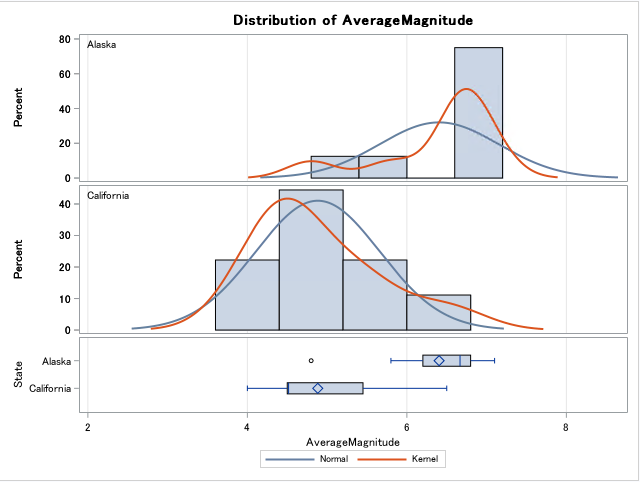 Distribution of AverageMagnitude
Alaska
Percent
80
60
40
20
0
California
Percent
40
30
20
10
0
State
Alaska
California
2 4 6 8
AverageMagnitude
Normal Kernel